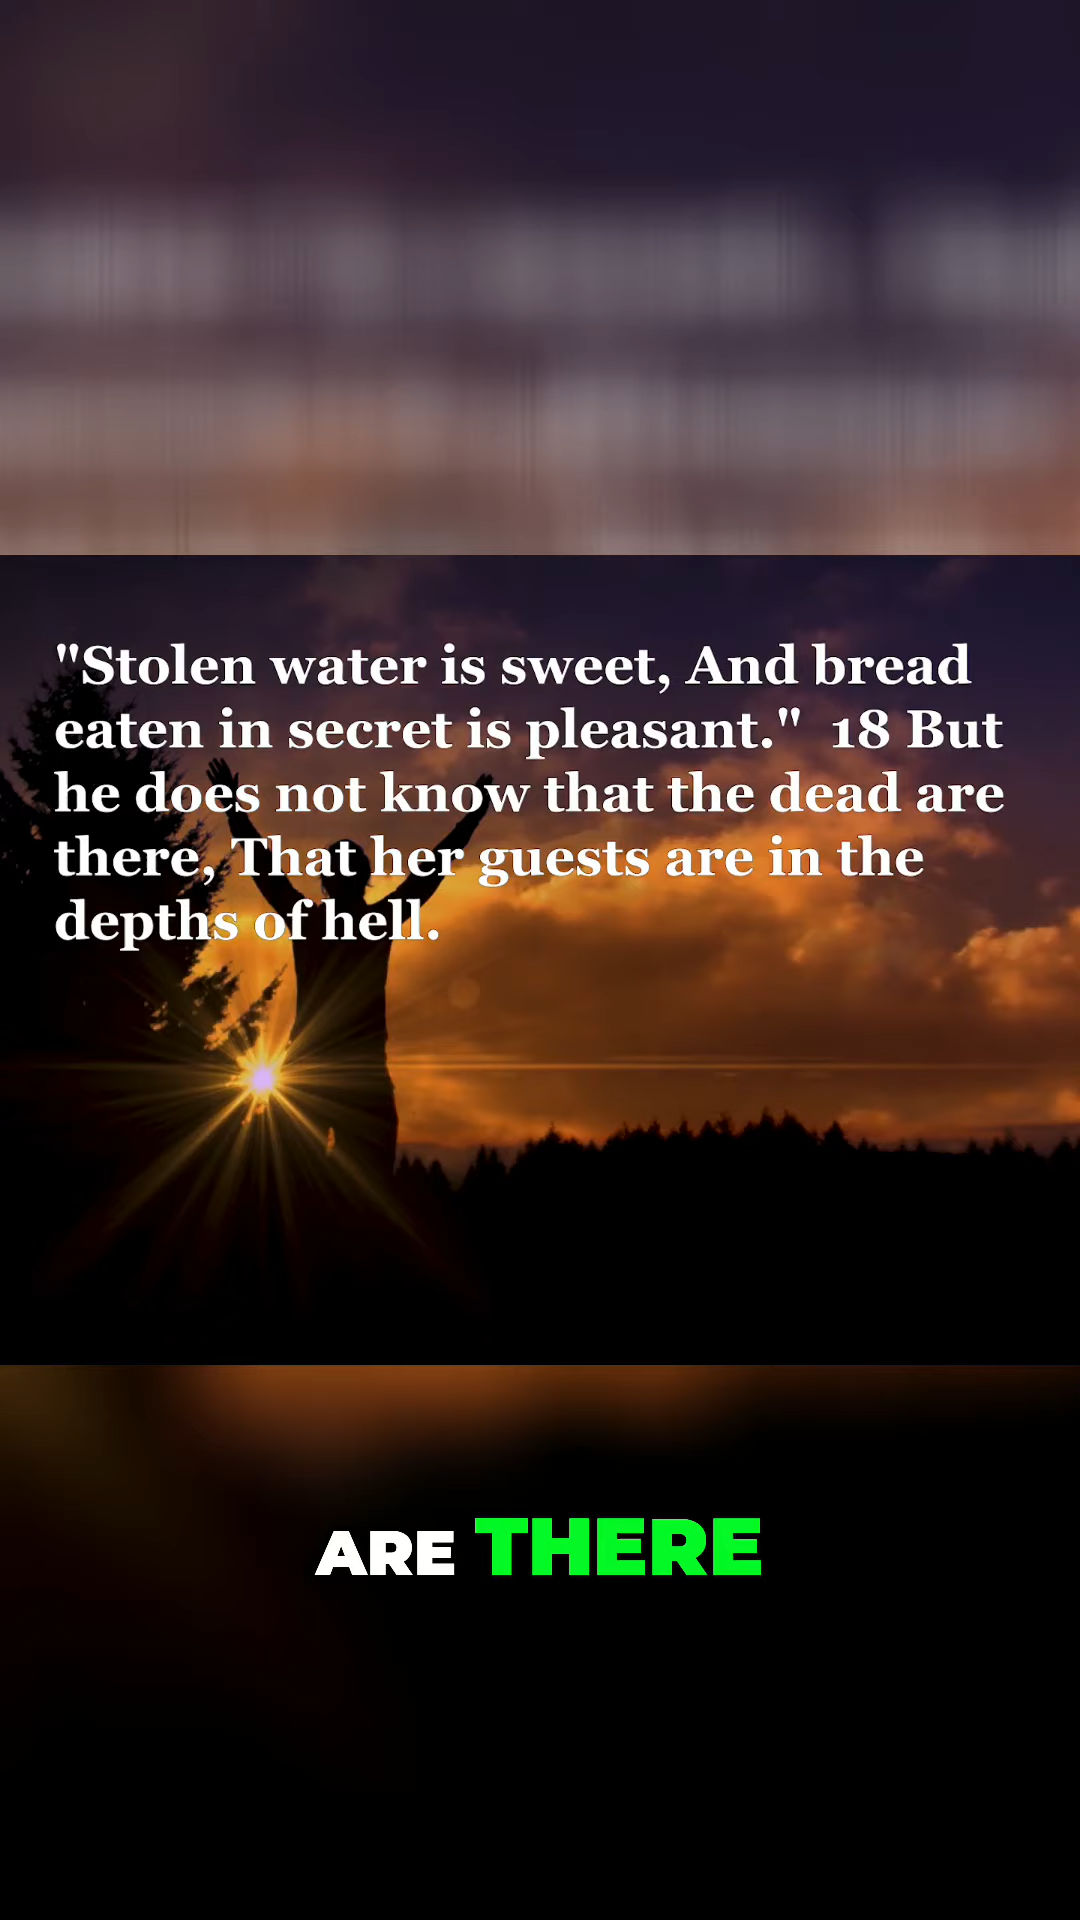 "Stolen water is sweet, And bread
eaten in secret is pleasant."  18 But
he does not know that the dead are
there, That her guests are in the
depths of hell.
ARE THERE